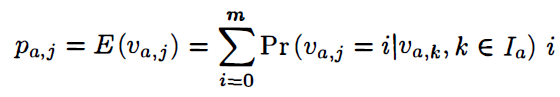 $p_{a,j} = E(v_{a,j}) = \sum_{i=0}^{m} \Pr(v_{a,j} = i | v_{a,k}, k \in I_a) \; i$